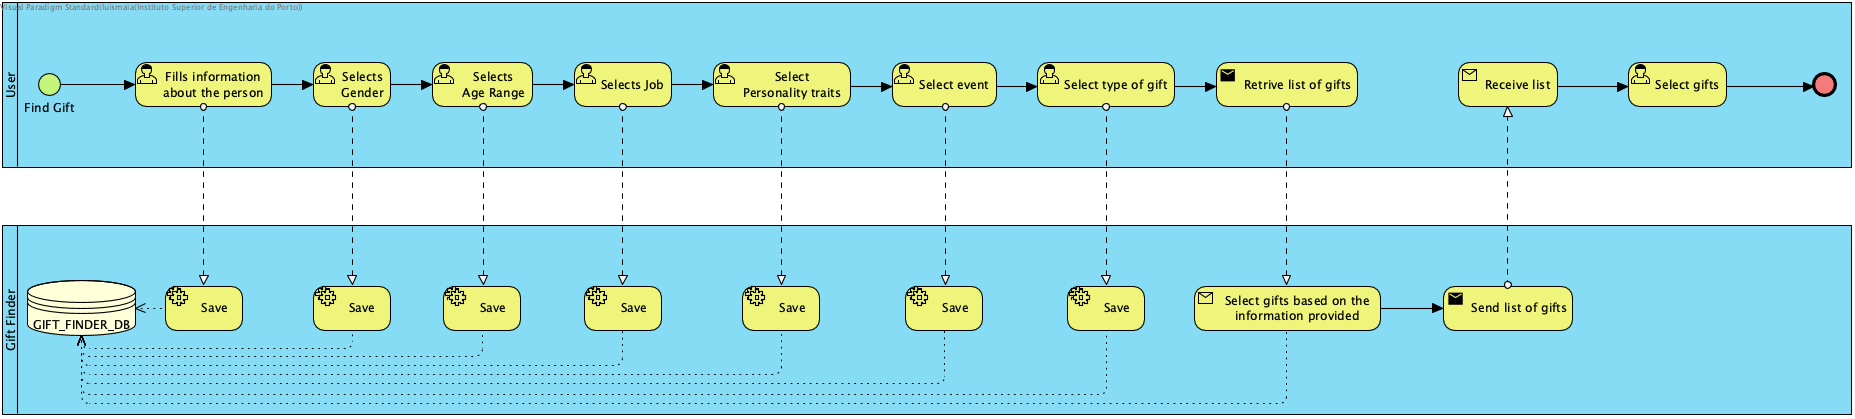 Visual Paradigm Standard(luismaia(Instituto Superior de Engenharia do Porto))
User
Find Gift
Fills information
about the person
Selects
Gender
Selects
Age Range
Selects Job
Select
Personality traits
Select event
Select type of gift
Retrive list of gifts
Receive list
Select gifts
Gift Finder
GIFT_FINDER_DB
Save
Save
Save
Save
Save
Save
Save
Select gifts based on the
information provided
Send list of gifts